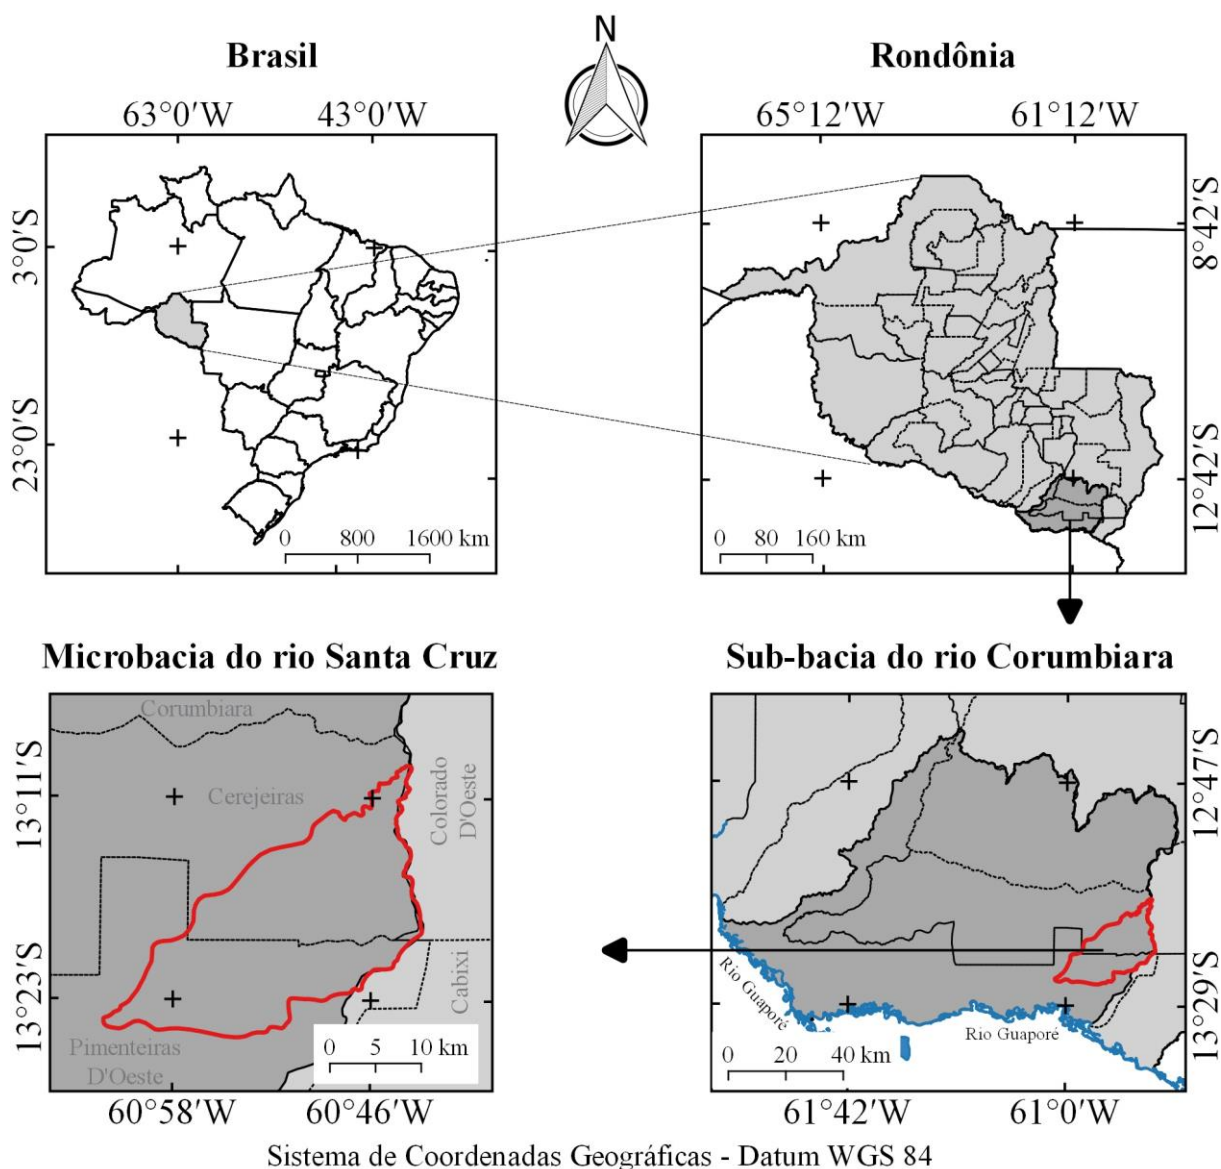 N
Brasil
63°0'W 43°0'W
3°0'S
23°0'S
0 800 1600 km
Rondônia
65°12'W 61°12'W
8°42'S
12°42'S
0 80 160 km
Microbacia do rio Santa Cruz
Corumbiara
Cerejeiras
Colorado
D'Oeste
Cabixi
Pimenteiras
D'Oeste
13°11'S
13°23'S
0 5 10 km
60°58'W 60°46'W
Sub-bacia do rio Corumbiara
12°47'S
13°29'S
Rio Guaporé
Rio Guaporé
0 20 40 km
61°42'W 61°0'W
Sistema de Coordenadas Geográficas - Datum WGS 84